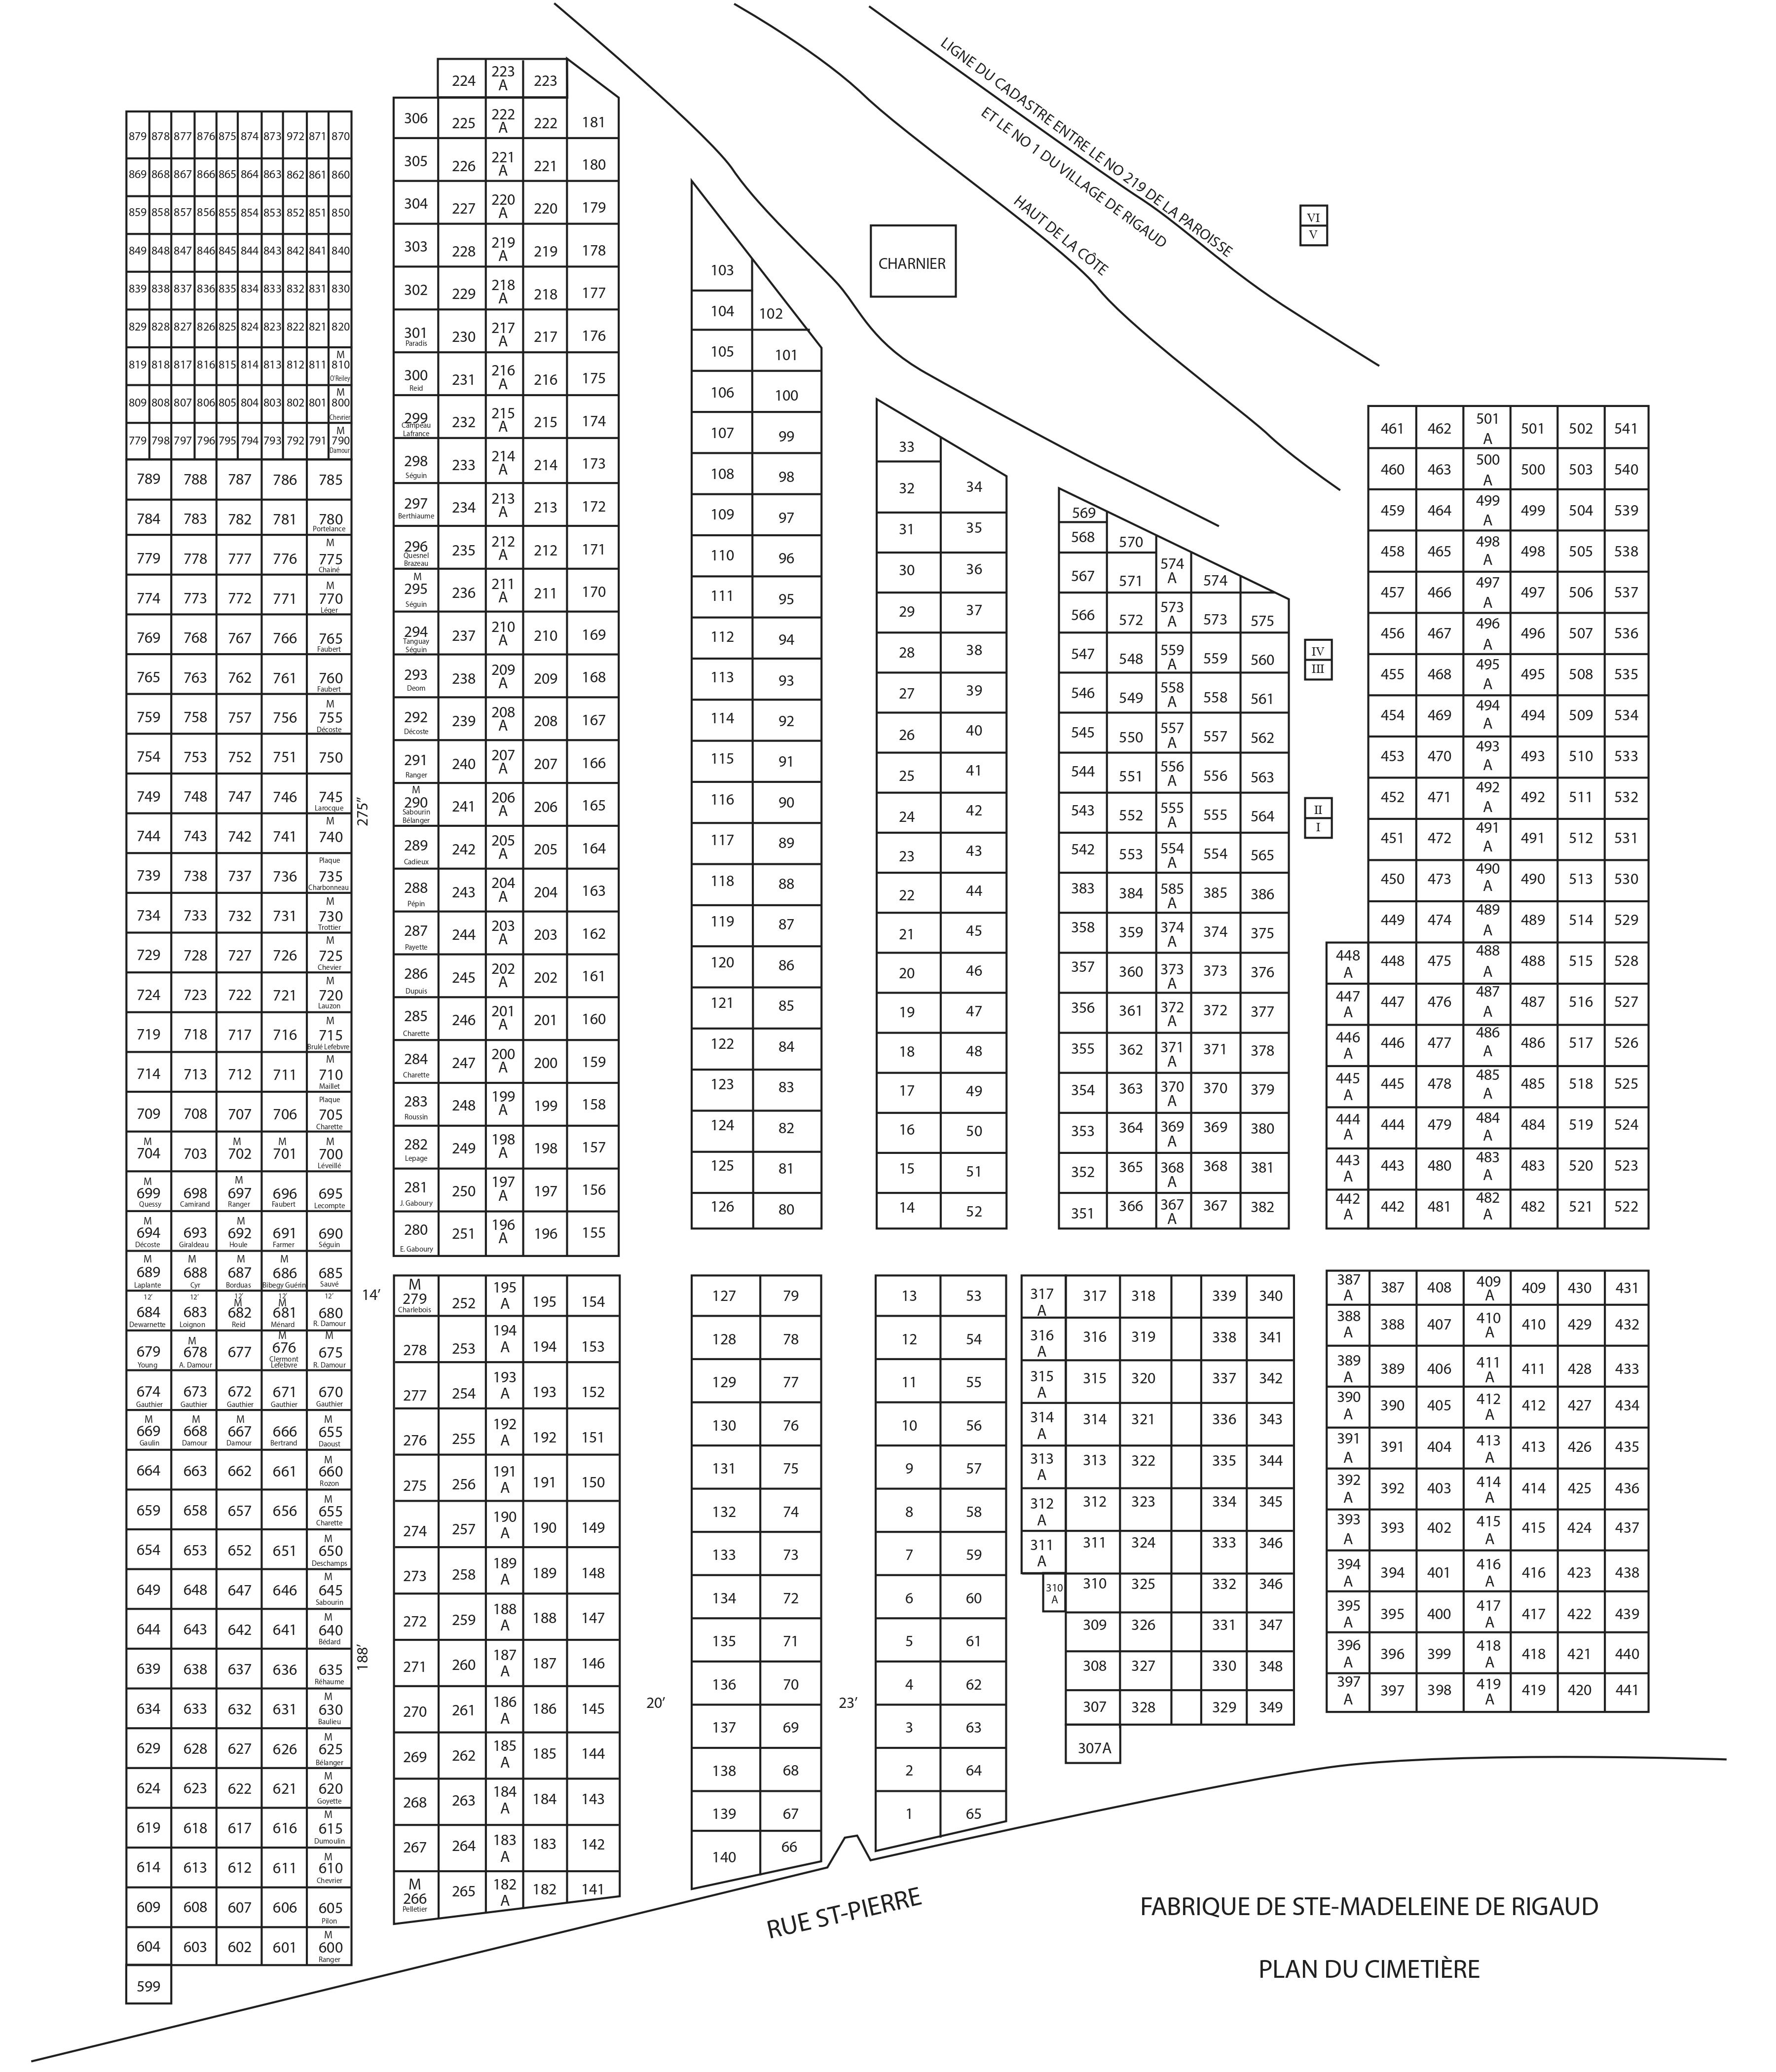 LIGNE DU CADASTRE ENTRE LE NO 219 DE LA PAROISSE
ET LE NO 1 DU VILLAGE DE RIGAUD
HAUT DE LA CÔTE
CHARNIER
VI
V
IV
III
II
I
879 878 877 876 875 874 873 972 871 870
869 868 867 866 865 864 863 862 861 860
859 858 857 856 855 854 853 852 851 850
849 848 847 846 845 844 843 842 841 840
839 838 837 836 835 834 833 832 831 830
829 828 827 826 825 824 823 822 821 820
819 818 817 816 815 814 813 812 811 M 810 O'Reiley
809 808 807 806 805 804 803 802 801 M 800 Chevrier
779 798 797 796 795 794 793 792 791 M 790 Damour
789 788 787 786 785
784 783 782 781 780 Portelance
779 778 777 776 M 775 Chainé
774 773 772 771 M 770 Léger
769 768 767 766 765 Faubert
765 763 762 761 760 Faubert
759 758 757 756 M 755 Décoste
754 753 752 751 750
749 748 747 746 745 Larocque
744 743 742 741 M 740
739 738 737 736 Plaque 735 Charbonneau
734 733 732 731 M 730 Trottier
729 728 727 726 M 725 Chevier
724 723 722 721 M 720 Lauzon
719 718 717 716 M 715 Brulé Lefebvre
714 713 712 711 M 710 Maillet
709 708 707 706 Plaque 705 Charette
M 704 703 M 702 M 701 M 700 Léveillé
M 699 Quessy 698 Camirand M 697 Ranger 696 Faubert 695 Lecompte
M 694 Décoste 693 Giraldeau M 692 Houle 691 Farmer 690 Séguin
M 689 Laplante M 688 Cyr M 687 Borduas M 686 Bibegy Guérin 685 Sauvé
12' 684 Dewarnette 12' 683 Loignon 12' M 682 Reid 12' M 681 Ménard 12' 680 R. Damour
679 Young M 678 A. Damour 677 M 676 Clermont Lefebvre M 675 R. Damour
674 Gauthier 673 Gauthier 672 Gauthier 671 Gauthier 670 Gauthier
M 669 Gaulin M 668 Damour M 667 Damour 666 Bertrand M 655 Daoust
664 663 662 661 M 660 Rozon
659 658 657 656 M 655 Charette
654 653 652 651 M 650 Deschamps
649 648 647 646 M 645 Sabourin
644 643 642 641 M 640 Bédard
639 638 637 636 635 Réhaume
634 633 632 631 M 630 Baulieu
629 628 627 626 M 625 Bélanger
624 623 622 621 M 620 Goyette
619 618 617 616 M 615 Dumoulin
614 613 612 611 M 610 Chevrier
609 608 607 606 605 Pilon
604 603 602 601 M 600 Ranger
599
275"
14'
188'
224 223 A 223
306 225 222 A 222 181
305 226 221 A 221 180
304 227 220 A 220 179
303 228 219 A 219 178
302 229 218 A 218 177
301 Paradis 230 217 A 217 176
300 Reid 231 216 A 216 175
299 Campeau Lafrance 232 215 A 215 174
298 Séguin 233 214 A 214 173
297 Berthiaume 234 213 A 213 172
296 Quesnel Brazeau 235 212 A 212 171
M 295 Séguin 236 211 A 211 170
294 Tanguay Séguin 237 210 A 210 169
293 Deom 238 209 A 209 168
292 Décoste 239 208 A 208 167
291 Ranger 240 207 A 207 166
M 290 Sabourin Bélanger 241 206 A 206 165
289 Cadieux 242 205 A 205 164
288 Pépin 243 204 A 204 163
287 Payette 244 203 A 203 162
286 Dupuis 245 202 A 202 161
285 Charette 246 201 A 201 160
284 Charette 247 200 A 200 159
283 Roussin 248 199 A 199 158
282 Lepage 249 198 A 198 157
281 J. Gaboury 250 197 A 197 156
280 E. Gaboury 251 196 A 196 155
M 279 Charlebois 252 195 A 195 154
278 253 194 A 194 153
277 254 193 A 193 152
276 255 192 A 192 151
275 256 191 A 191 150
274 257 190 A 190 149
273 258 189 A 189 148
272 259 188 A 188 147
271 260 187 A 187 146
270 261 186 A 186 145
269 262 185 A 185 144
268 263 184 A 184 143
267 264 183 A 183 142
M 266 Pelletier 265 182 A 182 141
20'
103
104 102
105 101
106 100
107 99
108 98
109 97
110 96
111 95
112 94
113 93
114 92
115 91
116 90
117 89
118 88
119 87
120 86
121 85
122 84
123 83
124 82
125 81
126 80
127 79
128 78
129 77
130 76
131 75
132 74
133 73
134 72
135 71
136 70
137 69
138 68
139 67
140 66
23'
33
32 34
31 35
30 36
29 37
28 38
27 39
26 40
25 41
24 42
23 43
22 44
21 45
20 46
19 47
18 48
17 49
16 50
15 51
14 52
13 53
12 54
11 55
10 56
9 57
8 58
7 59
6 60
5 61
4 62
3 63
2 64
1 65
569
568 570
567 571 574 A 574
566 572 573 A 573 575
547 548 559 A 559 560
546 549 558 A 558 561
545 550 557 A 557 562
544 551 556 A 556 563
543 552 555 A 555 564
542 553 554 A 554 565
383 384 585 A 385 386
358 359 374 A 374 375
357 360 373 A 373 376
356 361 372 A 372 377
355 362 371 A 371 378
354 363 370 A 370 379
353 364 369 A 369 380
352 365 368 A 368 381
351 366 367 A 367 382
317 A 317 318 339 340
316 A 316 319 338 341
315 A 315 320 337 342
314 A 314 321 336 343
313 A 313 322 335 344
312 A 312 323 334 345
311 A 311 324 333 346
310 A 310 325 332 346
309 326 331 347
308 327 330 348
307 328 329 349
307A
461 462 501 A 501 502 541
460 463 500 A 500 503 540
459 464 499 A 499 504 539
458 465 498 A 498 505 538
457 466 497 A 497 506 537
456 467 496 A 496 507 536
455 468 495 A 495 508 535
454 469 494 A 494 509 534
453 470 493 A 493 510 533
452 471 492 A 492 511 532
451 472 491 A 491 512 531
450 473 490 A 490 513 530
449 474 489 A 489 514 529
448 A 448 475 488 A 488 515 528
447 A 447 476 487 A 487 516 527
446 A 446 477 486 A 486 517 526
445 A 445 478 485 A 485 518 525
444 A 444 479 484 A 484 519 524
443 A 443 480 483 A 483 520 523
442 A 442 481 482 A 482 521 522
387 A 387 408 409 A 409 430 431
388 A 388 407 410 A 410 429 432
389 A 389 406 411 A 411 428 433
390 A 390 405 412 A 412 427 434
391 A 391 404 413 A 413 426 435
392 A 392 403 414 A 414 425 436
393 A 393 402 415 A 415 424 437
394 A 394 401 416 A 416 423 438
395 A 395 400 417 A 417 422 439
396 A 396 399 418 A 418 421 440
397 A 397 398 419 A 419 420 441
RUE ST-PIERRE
FABRIQUE DE STE-MADELEINE DE RIGAUD
PLAN DU CIMETIÈRE